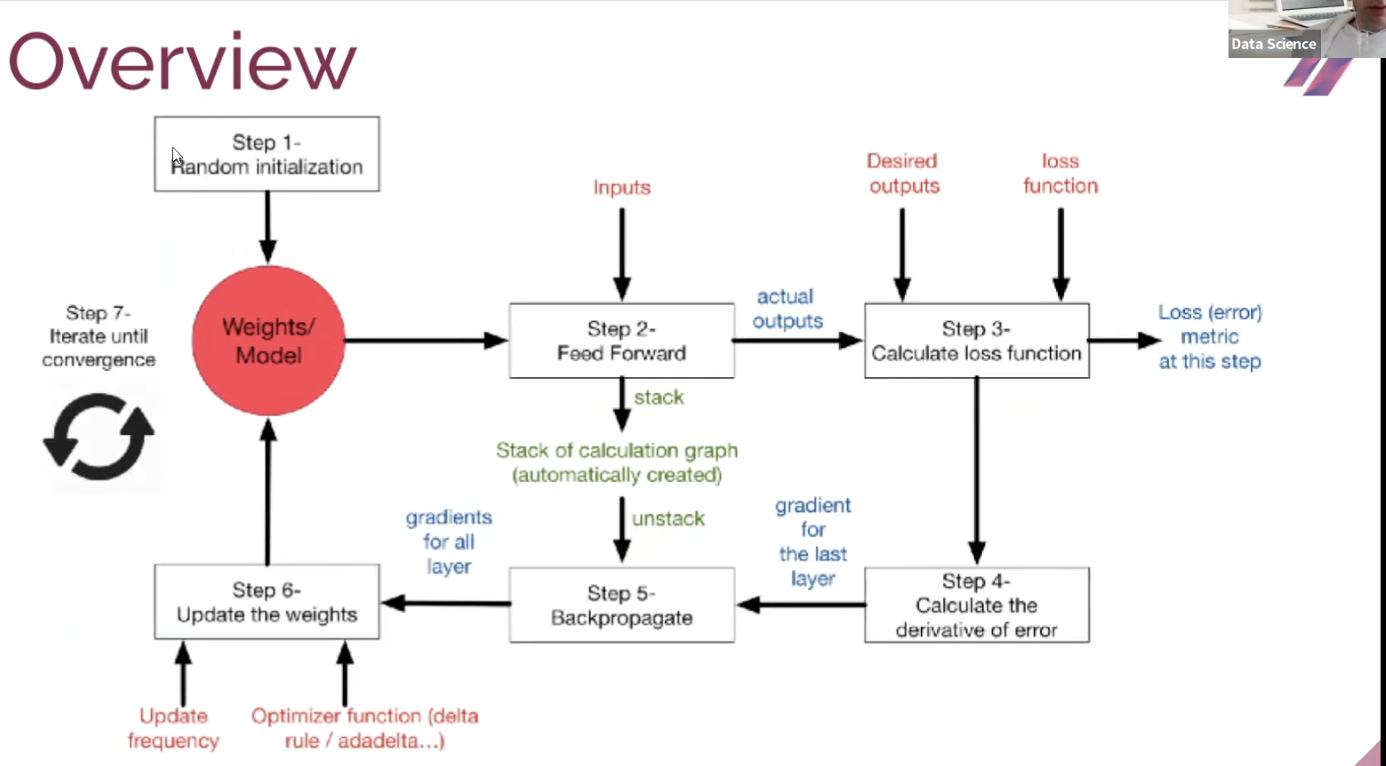 Overview
Data Science
Step 1-
Random initialization
Inputs
Desired
outputs
loss
function
Step 7-
Iterate until
convergence
Weights/
Model
Step 2-
Feed Forward
actual
outputs
Step 3-
Calculate loss function
Loss (error)
metric
at this step
stack
Stack of calculation graph
(automatically created)
unstack
gradients
for all
layer
gradient
for
the last
layer
Step 6-
Update the weights
Step 5-
Backpropagate
Step 4-
Calculate the
derivative of error
Update
frequency
Optimizer function (delta
rule / adadelta...)